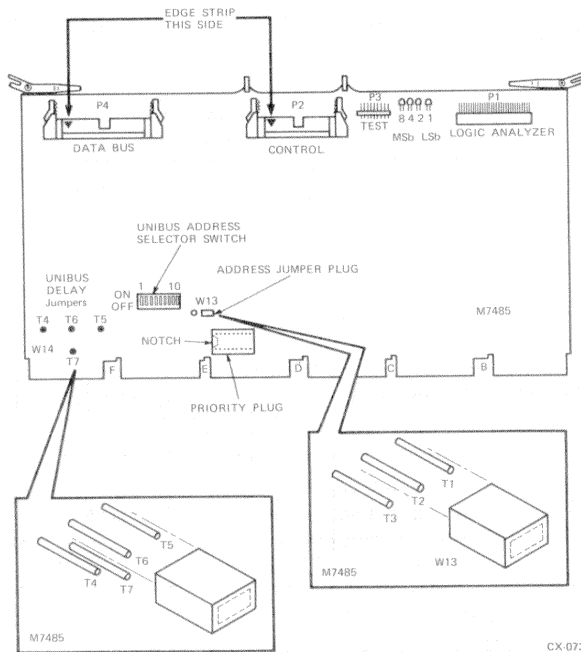 EDGE STRIP
THIS SIDE
P4
P2
P3
P1
TEST
8 4 2 1
MSb LSb
LOGIC ANALYZER
DATA BUS
CONTROL
UNIBUS ADDRESS
SELECTOR SWITCH
UNIBUS
DELAY
Jumpers
1 10
ON
OFF
ADDRESS JUMPER PLUG
W13
M7485
T4 T6 T5
W14
T7
NOTCH
F E D C B
PRIORITY PLUG
T1
T2
T3
W13
M7485
T5
T6
T4 T7
M7485